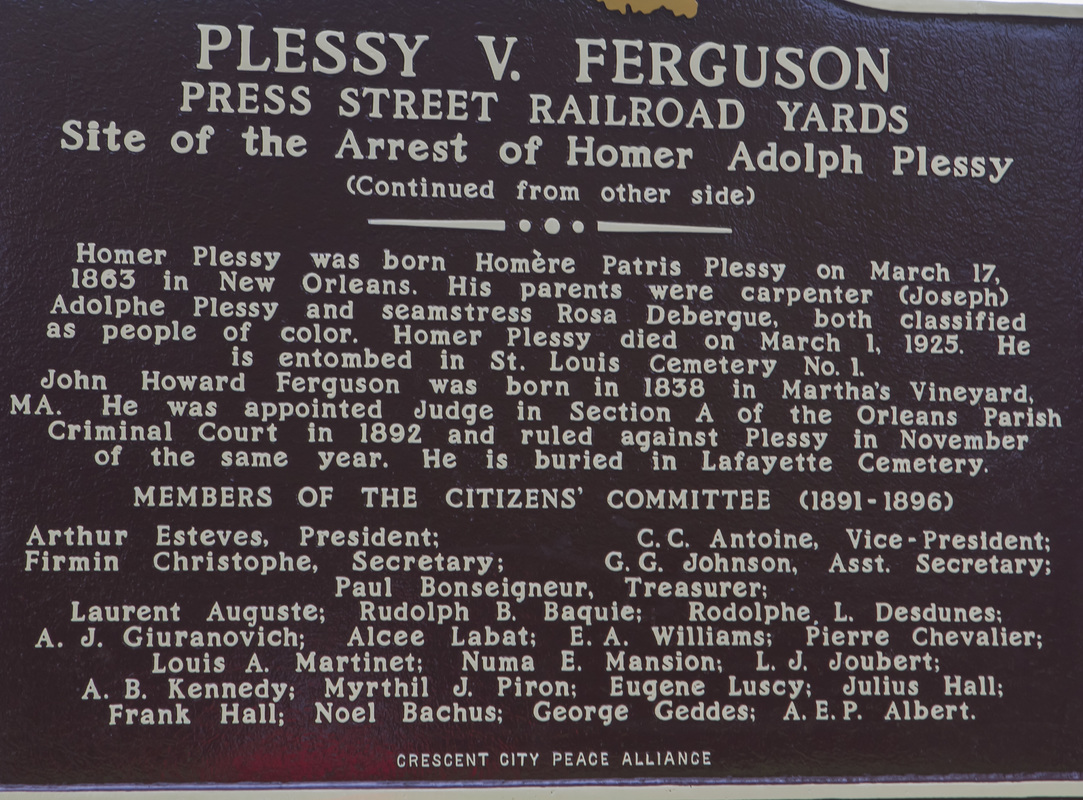 PLESSY V. FERGUSON
PRESS STREET RAILROAD YARDS
Site of the Arrest of Homer Adolph Plessy
(Continued from other side)
Homer Plessy was born Homère Patris Plessy on March 17,
1863 in New Orleans. His parents were carpenter (Joseph)
Adolphe Plessy and seamstress Rosa Debergue, both classified
as people of color. Homer Plessy died on March 1, 1925. He
is entombed in St. Louis Cemetery No. 1.
John Howard Ferguson was born in 1838 in Martha's Vineyard,
MA. He was appointed Judge in Section A of the Orleans Parish
Criminal Court in 1892 and ruled against Plessy in November
of the same year. He is buried in Lafayette Cemetery.
MEMBERS OF THE CITIZENS' COMMITTEE (1891-1896)
Arthur Esteves, President; C. C. Antoine, Vice-President;
Firmin Christophe, Secretary; G. G. Johnson, Asst. Secretary;
Paul Bonseigneur, Treasurer;
Laurent Auguste; Rudolph B. Baquie; Rodolphe L. Desdunes;
A. J. Giuranovich; Alcee Labat; E. A. Williams; Pierre Chevalier;
Louis A. Martinet; Numa E. Mansion; L. J. Joubert;
A. B. Kennedy; Myrthil J. Piron; Eugene Luscy; Julius Hall;
Frank Hall; Noel Bachus; George Geddes; A. E. P. Albert.
CRESCENT CITY PEACE ALLIANCE